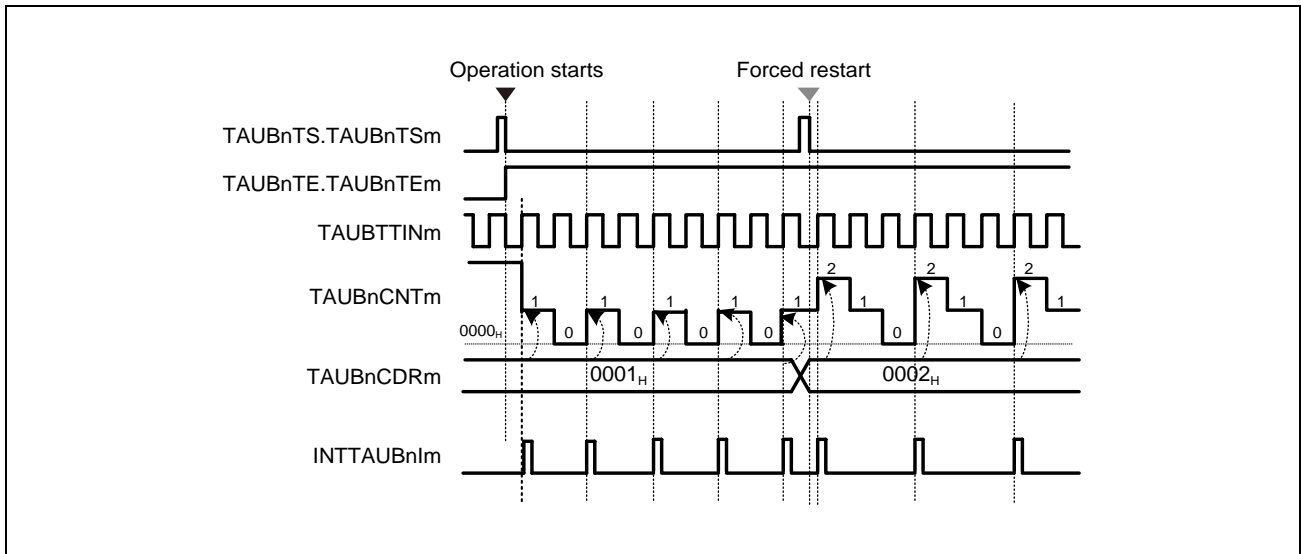 Operation starts
Forced restart
TAUBnTS.TAUBnTSm
TAUBnTE.TAUBnTEm
TAUBTTINm
TAUBnCNTm
2 2 2
1 1 1 1 1 1 1 1
0000H
0 0 0 0 0 0
TAUBnCDRm
0001H
0002H
INTTAUBnIm